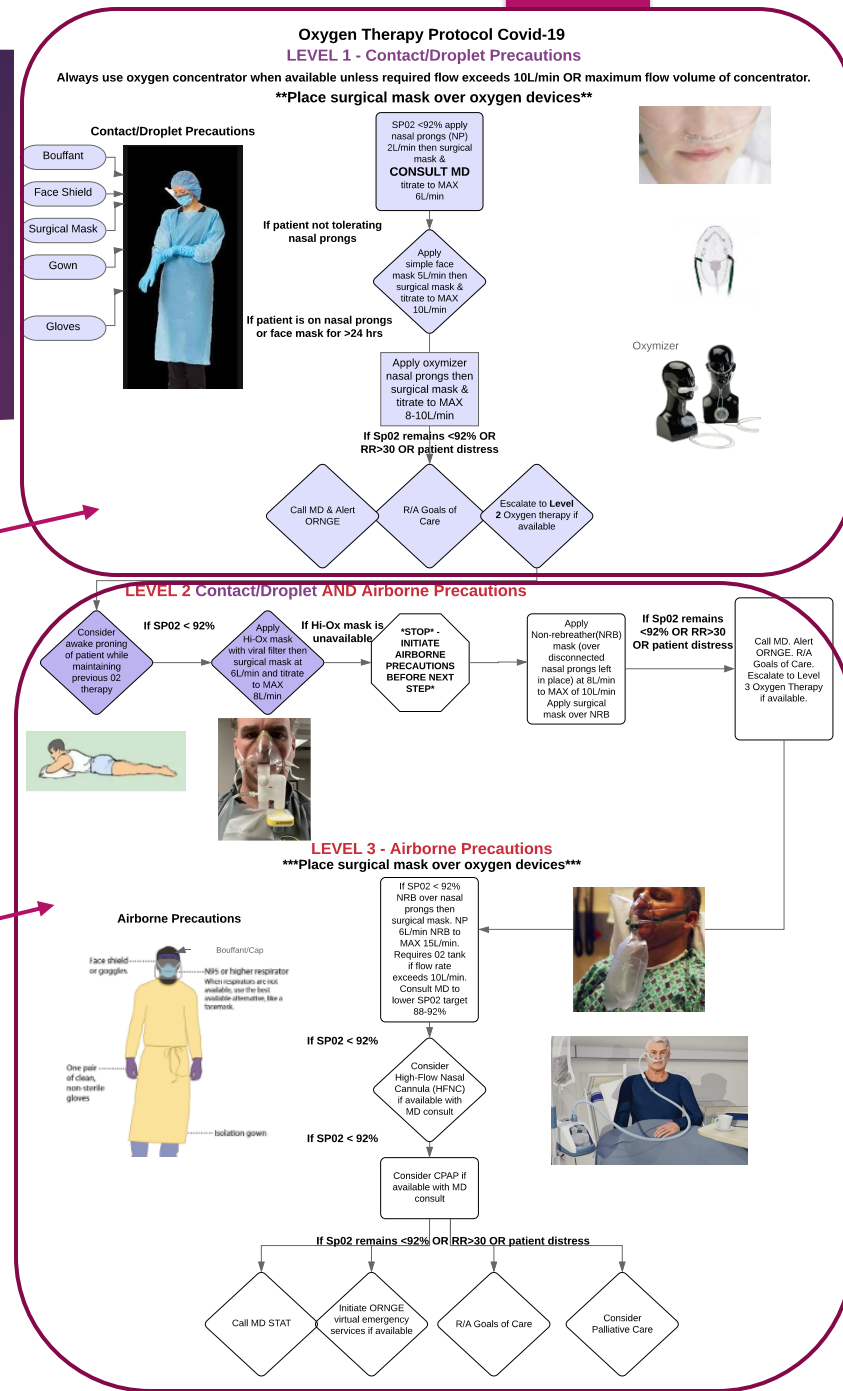 Oxygen Therapy Protocol Covid-19
LEVEL 1 - Contact/Droplet Precautions
Always use oxygen concentrator when available unless required flow exceeds 10L/min OR maximum flow volume of concentrator.
**Place surgical mask over oxygen devices**
Contact/Droplet Precautions
Bouffant
Face Shield
Surgical Mask
Gown
Gloves
SP02 <92% apply
nasal prongs (NP)
2L/min then surgical
mask &
CONSULT MD
titrate to MAX
6L/min
If patient not tolerating
nasal prongs
Apply
simple face
mask 5L/min then
surgical mask &
titrate to MAX
10L/min
If patient is on nasal prongs
or face mask for >24 hrs
Apply oxymizer
nasal prongs then
surgical mask &
titrate to MAX
8-10L/min
Oxymizer
If Sp02 remains <92% OR
RR>30 OR patient distress
Call MD & Alert
ORNGE
R/A Goals of
Care
Escalate to Level
2 Oxygen therapy if
available
LEVEL 2 Contact/Droplet AND Airborne Precautions
Consider
awake proning
of patient while
maintaining
previous 02
therapy
If SP02 < 92%
Apply
Hi-Ox mask
with viral filter then
surgical mask at
6L/min and titrate
to MAX
8L/min
If Hi-Ox mask is
unavailable
*STOP* -
INITIATE
AIRBORNE
PRECAUTIONS
BEFORE NEXT
STEP*
Apply
Non-rebreather(NRB)
mask (over
disconnected
nasal prongs left
in place) at 8L/min
to MAX of 10L/min
Apply surgical
mask over NRB
If Sp02 remains
<92% OR RR>30
OR patient distress
Call MD. Alert
ORNGE. R/A
Goals of Care.
Escalate to Level
3 Oxygen Therapy
if available.
LEVEL 3 - Airborne Precautions
***Place surgical mask over oxygen devices***
Airborne Precautions
Bouffant/Cap
Face shield
or goggles
N95 or higher respirator
When respirators are not
available, use the best
available alternative, like a
facemask.
One pair
of clean,
non-sterile
gloves
Isolation gown
If SP02 < 92%
NRB over nasal
prongs then
surgical mask. NP
6L/min NRB to
MAX 15L/min.
Requires 02 tank
if flow rate
exceeds 10L/min.
Consult MD to
lower SP02 target
88-92%
If SP02 < 92%
Consider
High-Flow Nasal
Cannula (HFNC)
if available with
MD consult
If SP02 < 92%
Consider CPAP if
available with MD
consult
If Sp02 remains <92% OR RR>30 OR patient distress
Call MD STAT
Initiate ORNGE
virtual emergency
services if available
R/A Goals of Care
Consider
Palliative Care